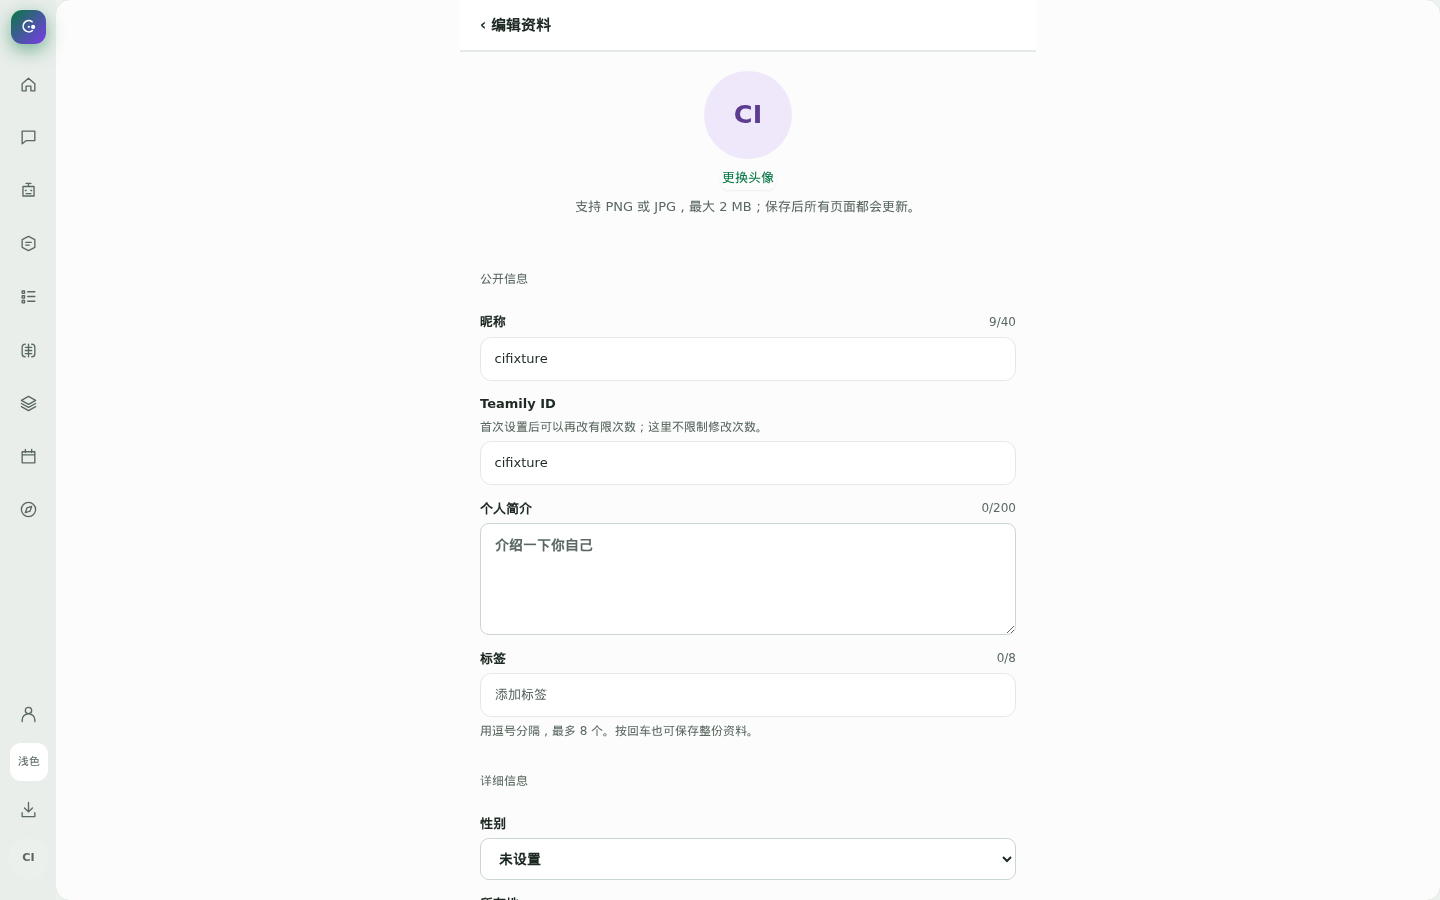 ‹ 编辑资料
CI
更换头像
支持 PNG 或 JPG，最大 2 MB；保存后所有页面都会更新。
公开信息
昵称 9/40
cifixture
Teamily ID
首次设置后可以再改有限次数；这里不限制修改次数。
cifixture
个人简介 0/200
介绍一下你自己
标签 0/8
添加标签
用逗号分隔，最多 8 个。按回车也可保存整份资料。
详细信息
性别
未设置
浅色
CI